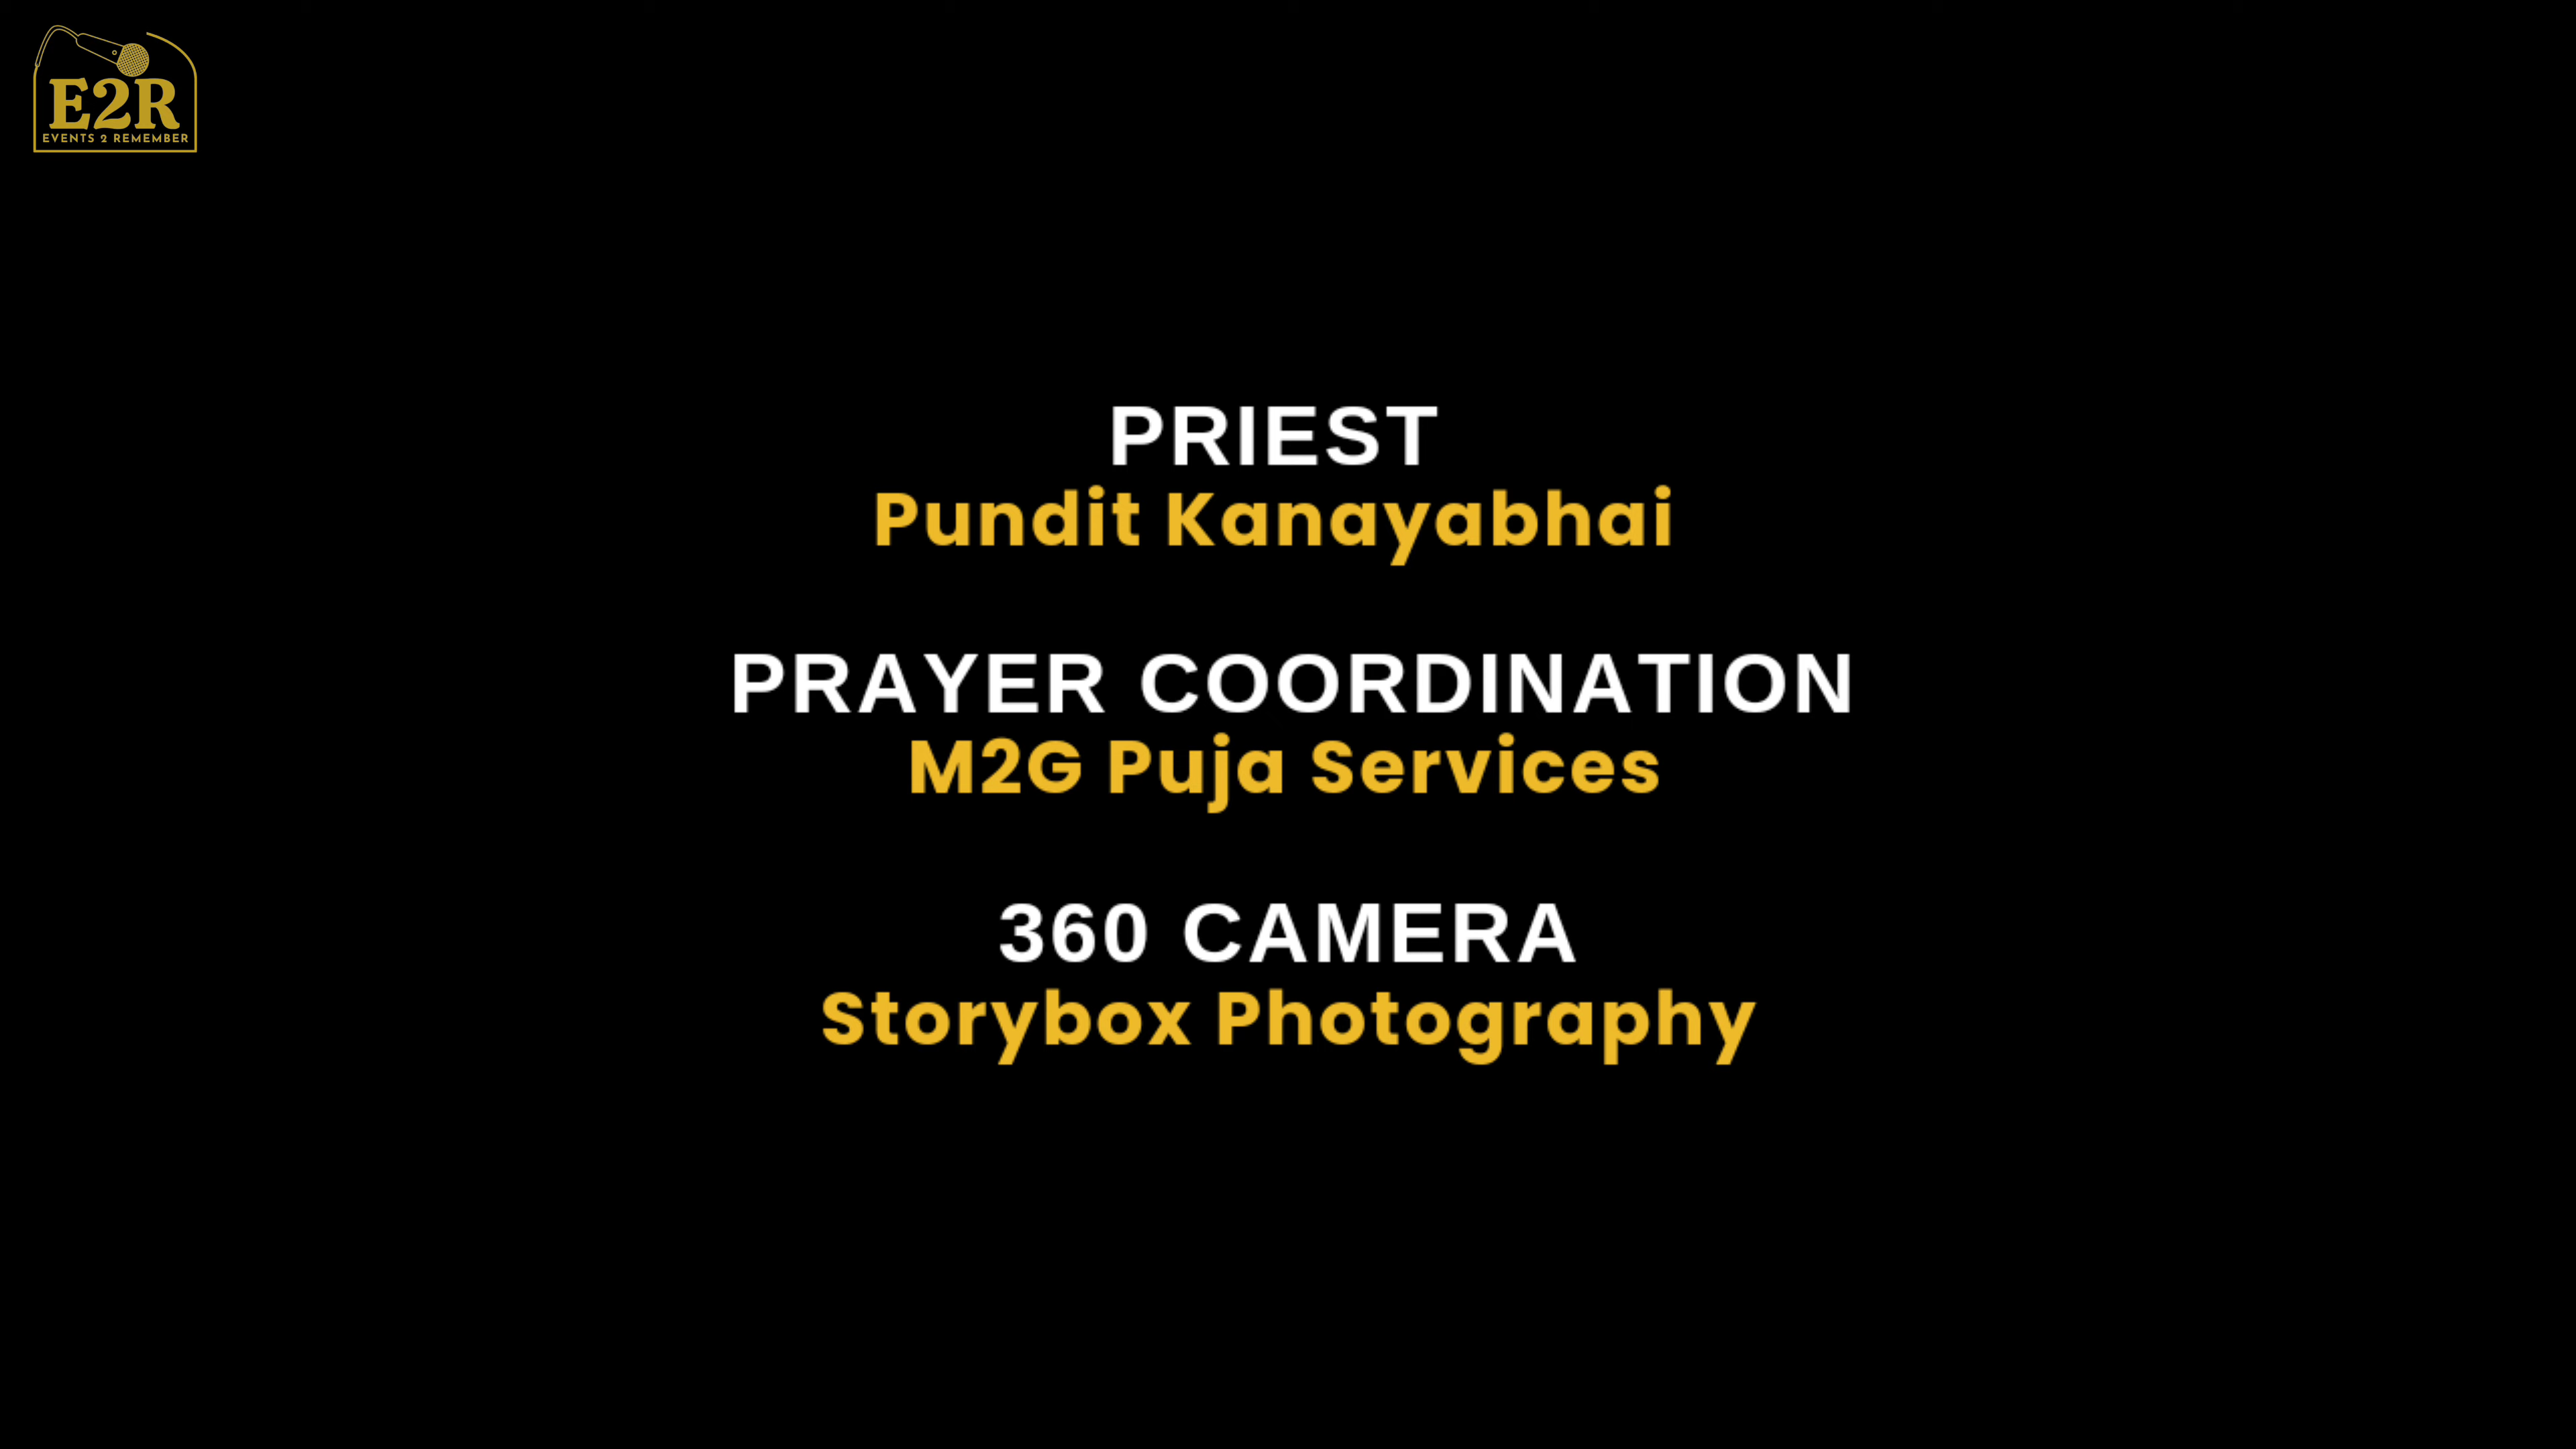 E2R
EVENTS 2 REMEMBER
PRIEST
Pundit Kanayabhai
PRAYER COORDINATION
M2G Puja Services
360 CAMERA
Storybox Photography